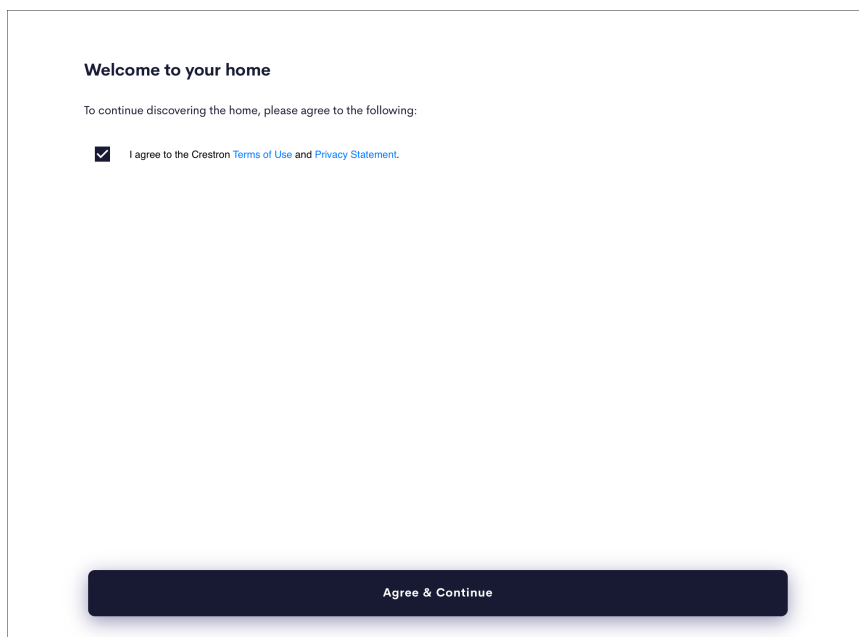 Welcome to your home
To continue discovering the home, please agree to the following:
I agree to the Crestron Terms of Use and Privacy Statement.
Agree & Continue